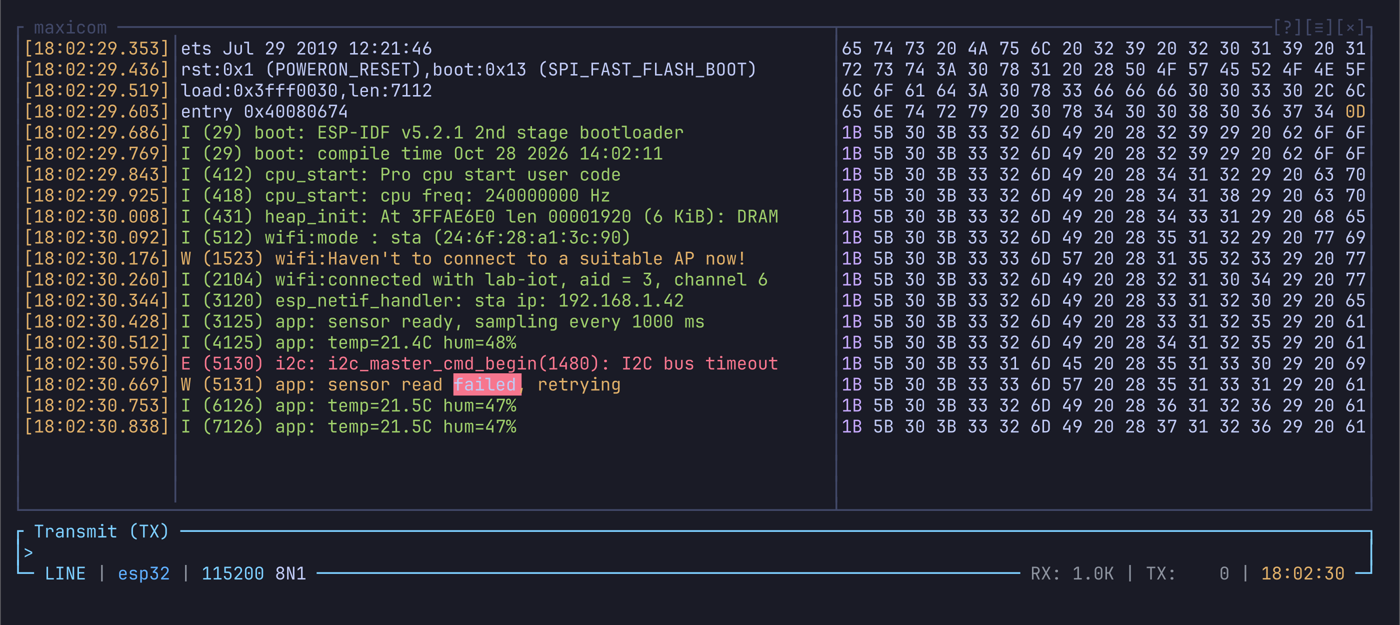 maxicom [?][≡][×]
[18:02:29.353] ets Jul 29 2019 12:21:46 65 74 73 20 4A 75 6C 20 32 39 20 32 30 31 39 20 31
[18:02:29.436] rst:0x1 (POWERON_RESET),boot:0x13 (SPI_FAST_FLASH_BOOT) 72 73 74 3A 30 78 31 20 28 50 4F 57 45 52 4F 4E 5F
[18:02:29.519] load:0x3fff0030,len:7112 6C 6F 61 64 3A 30 78 33 66 66 66 30 30 33 30 2C 6C
[18:02:29.603] entry 0x40080674 65 6E 74 72 79 20 30 78 34 30 30 38 30 36 37 34 0D
[18:02:29.686] I (29) boot: ESP-IDF v5.2.1 2nd stage bootloader 1B 5B 30 3B 33 32 6D 49 20 28 32 39 29 20 62 6F 6F
[18:02:29.769] I (29) boot: compile time Oct 28 2026 14:02:11 1B 5B 30 3B 33 32 6D 49 20 28 32 39 29 20 62 6F 6F
[18:02:29.843] I (412) cpu_start: Pro cpu start user code 1B 5B 30 3B 33 32 6D 49 20 28 34 31 32 29 20 63 70
[18:02:29.925] I (418) cpu_start: cpu freq: 240000000 Hz 1B 5B 30 3B 33 32 6D 49 20 28 34 31 38 29 20 63 70
[18:02:30.008] I (431) heap_init: At 3FFAE6E0 len 00001920 (6 KiB): DRAM 1B 5B 30 3B 33 32 6D 49 20 28 34 33 31 29 20 68 65
[18:02:30.092] I (512) wifi:mode : sta (24:6f:28:a1:3c:90) 1B 5B 30 3B 33 32 6D 49 20 28 35 31 32 29 20 77 69
[18:02:30.176] W (1523) wifi:Haven't to connect to a suitable AP now! 1B 5B 30 3B 33 33 6D 57 20 28 31 35 32 33 29 20 77
[18:02:30.260] I (2104) wifi:connected with lab-iot, aid = 3, channel 6 1B 5B 30 3B 33 32 6D 49 20 28 32 31 30 34 29 20 77
[18:02:30.344] I (3120) esp_netif_handler: sta ip: 192.168.1.42 1B 5B 30 3B 33 32 6D 49 20 28 33 31 32 30 29 20 65
[18:02:30.428] I (3125) app: sensor ready, sampling every 1000 ms 1B 5B 30 3B 33 32 6D 49 20 28 33 31 32 35 29 20 61
[18:02:30.512] I (4125) app: temp=21.4C hum=48% 1B 5B 30 3B 33 32 6D 49 20 28 34 31 32 35 29 20 61
[18:02:30.596] E (5130) i2c: i2c_master_cmd_begin(1480): I2C bus timeout 1B 5B 30 3B 33 31 6D 45 20 28 35 31 33 30 29 20 69
[18:02:30.669] W (5131) app: sensor read failed, retrying 1B 5B 30 3B 33 33 6D 57 20 28 35 31 33 31 29 20 61
[18:02:30.753] I (6126) app: temp=21.5C hum=47% 1B 5B 30 3B 33 32 6D 49 20 28 36 31 32 36 29 20 61
[18:02:30.838] I (7126) app: temp=21.5C hum=47% 1B 5B 30 3B 33 32 6D 49 20 28 37 31 32 36 29 20 61
Transmit (TX)
>
LINE | esp32 | 115200 8N1 RX: 1.0K | TX: 0 | 18:02:30